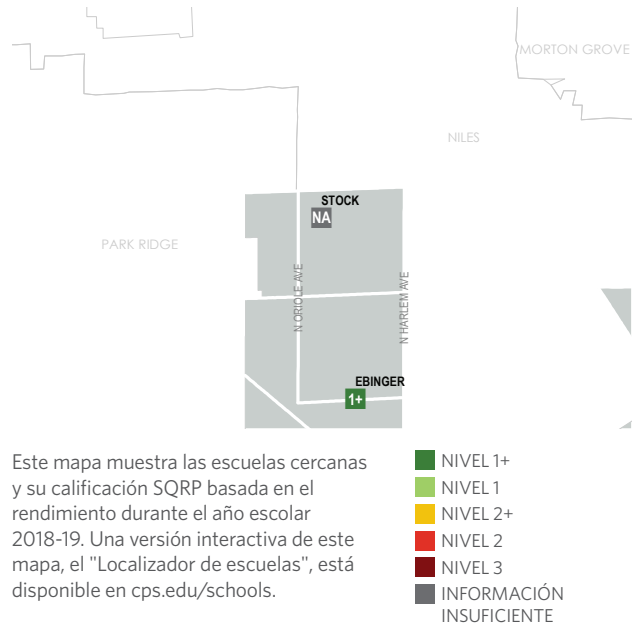 MORTON GROVE
NILES
STOCK
NA
PARK RIDGE
N ORIOLE AVE
N HARLEM AVE
EBINGER
1+
Este mapa muestra las escuelas cercanas
y su calificación SQRP basada en el
rendimiento durante el año escolar
2018-19. Una versión interactiva de este
mapa, el "Localizador de escuelas", está
disponible en cps.edu/schools.
NIVEL 1+
NIVEL 1
NIVEL 2+
NIVEL 2
NIVEL 3
INFORMACIÓN
INSUFICIENTE